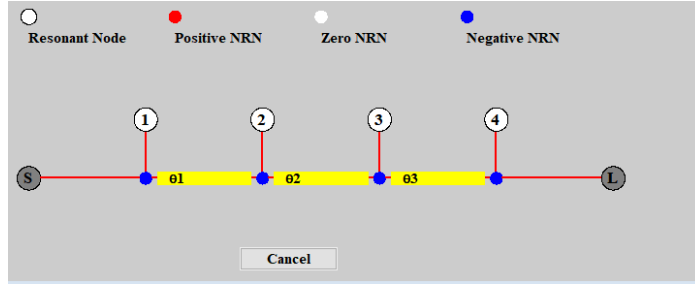 Resonant Node Positive NRN Zero NRN Negative NRN
1 2 3 4
S θ1 θ2 θ3 L
Cancel